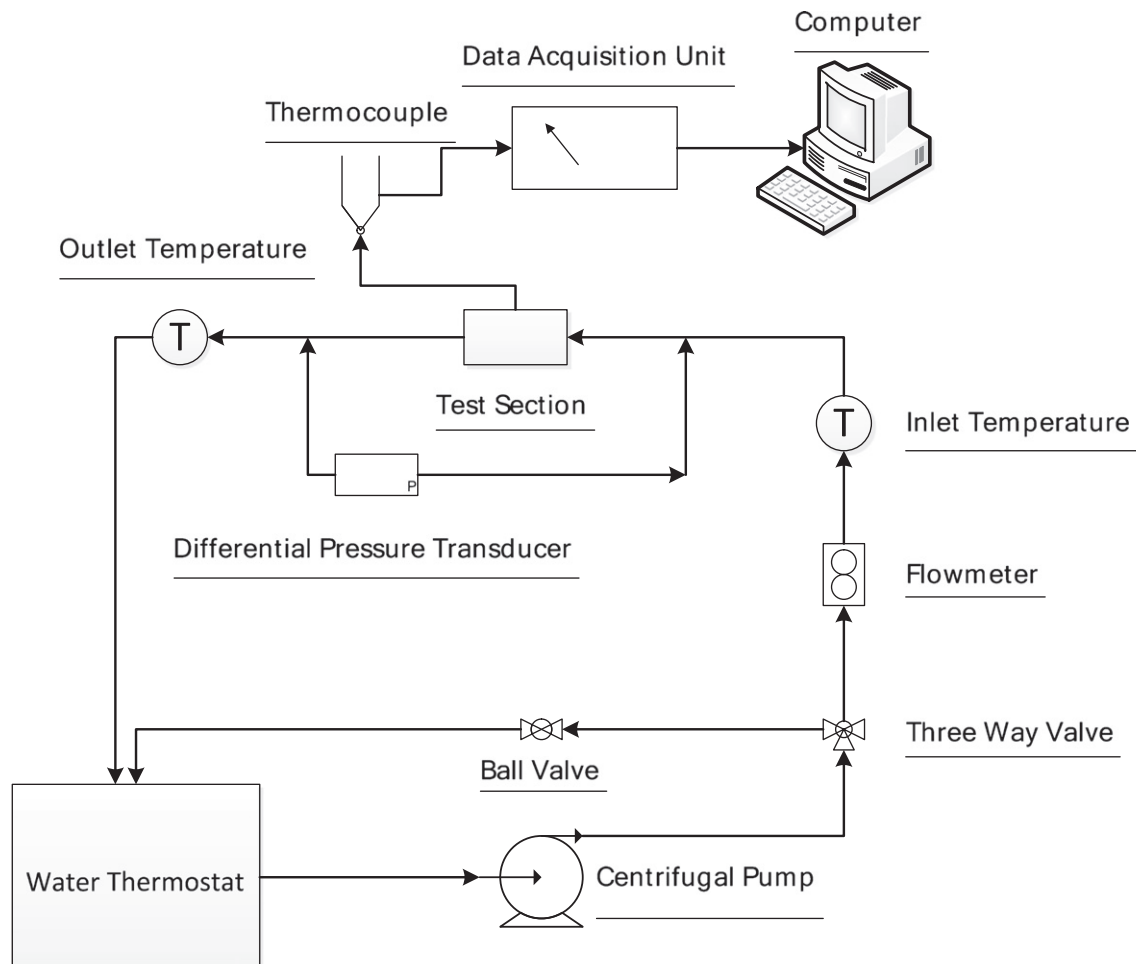 Computer
Data Acquisition Unit
Thermocouple
Outlet Temperature
T
Test Section
T
Inlet Temperature
P
Differential Pressure Transducer
Flowmeter
Three Way Valve
Ball Valve
Water Thermostat
Centrifugal Pump